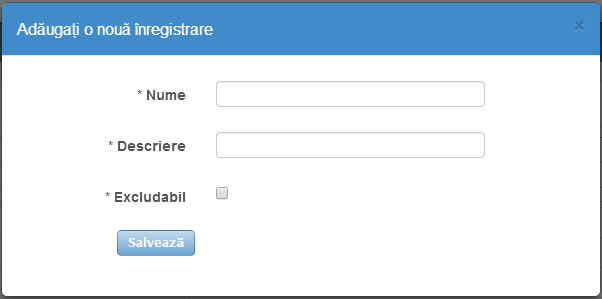 Adăugați o nouă înregistrare
×
* Nume
* Descriere
* Excludabil
Salvează